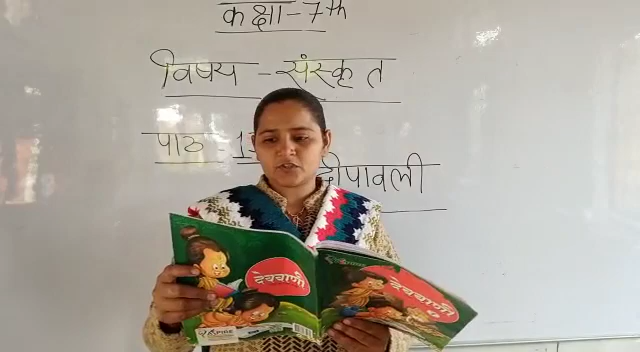 कक्षा - 7th
विषय - संस्कृत
पाठ 1
दीपावली
देववाणी
देववाणी